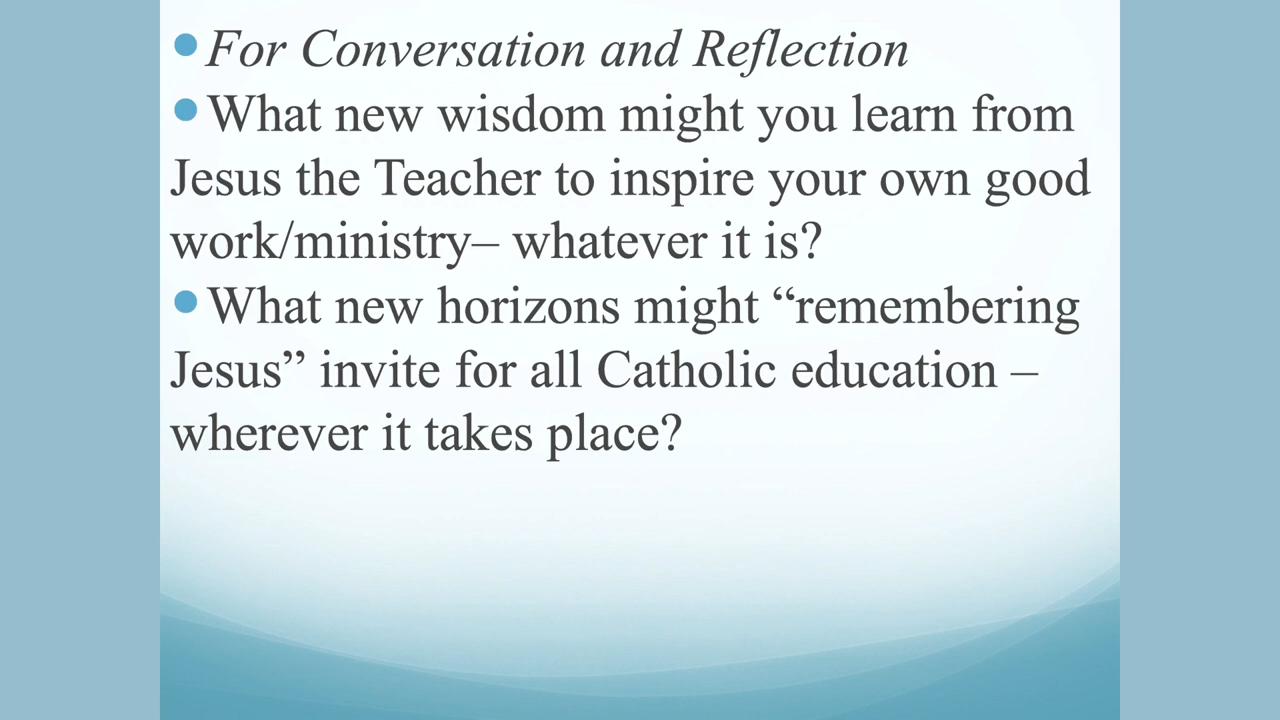 •For Conversation and Reflection
•What new wisdom might you learn from
Jesus the Teacher to inspire your own good
work/ministry– whatever it is?
•What new horizons might “remembering
Jesus” invite for all Catholic education –
wherever it takes place?